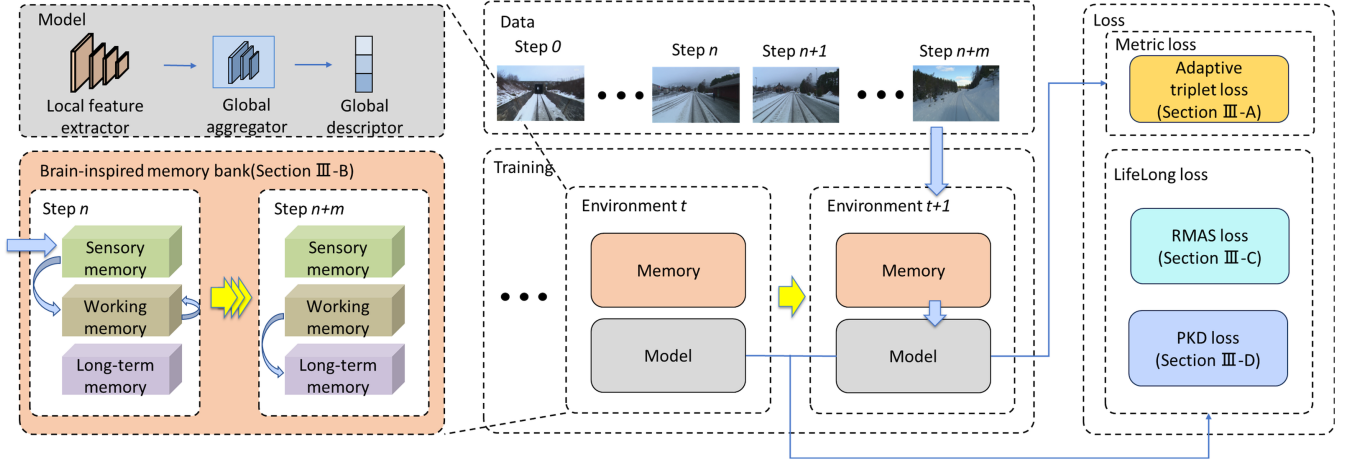 Model
Local feature
extractor
Global
aggregator
Global
descriptor
Brain-inspired memory bank(Section Ⅲ-B)
Step n
Sensory
memory
Working
memory
Long-term
memory
Step n+m
Sensory
memory
Working
memory
Long-term
memory
Data
Step 0
Step n
Step n+1
Step n+m
Training
Environment t
Memory
Model
Environment t+1
Memory
Model
Loss
Metric loss
Adaptive
triplet loss
(Section Ⅲ-A)
LifeLong loss
RMAS loss
(Section Ⅲ-C)
PKD loss
(Section Ⅲ-D)